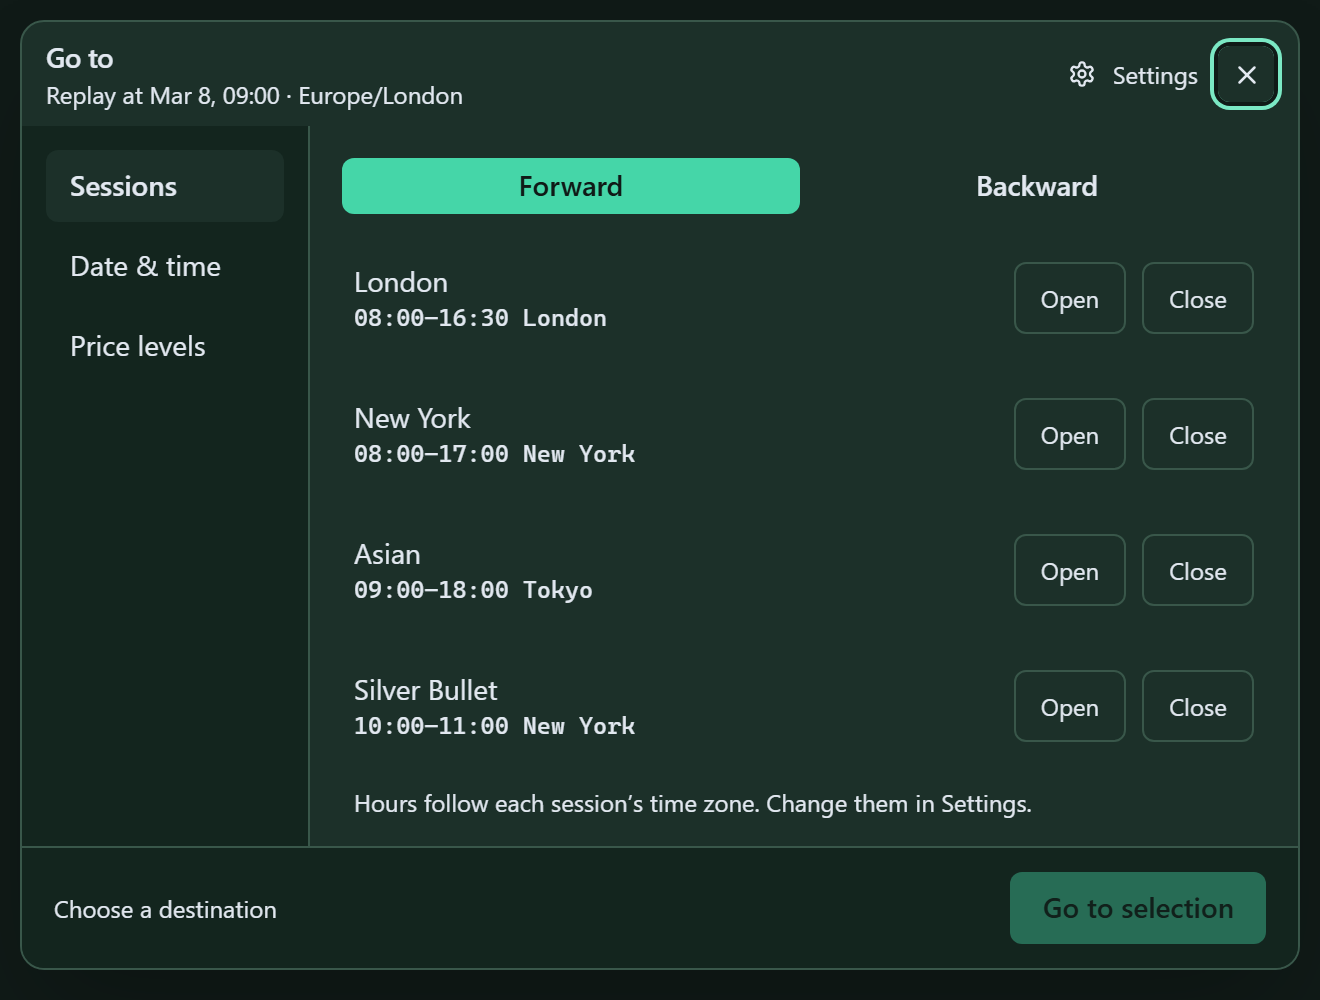 Go to
Replay at Mar 8, 09:00 · Europe/London
Settings
Sessions
Date & time
Price levels
Forward
Backward
London
08:00–16:30 London
Open
Close
New York
08:00–17:00 New York
Open
Close
Asian
09:00–18:00 Tokyo
Open
Close
Silver Bullet
10:00–11:00 New York
Open
Close
Hours follow each session’s time zone. Change them in Settings.
Choose a destination
Go to selection